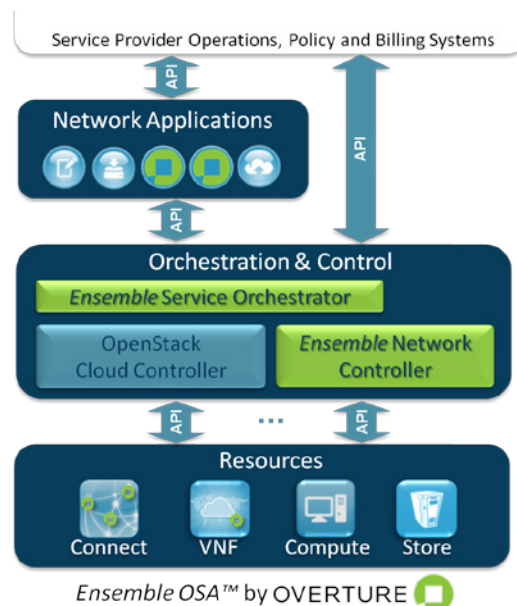 Service Provider Operations, Policy and Billing Systems
API
API
Network Applications
API
Orchestration & Control
Ensemble Service Orchestrator
OpenStack
Cloud Controller
Ensemble Network
Controller
API
...
API
Resources
Connect
VNF
Compute
Store
Ensemble OSA™ by OVERTURE